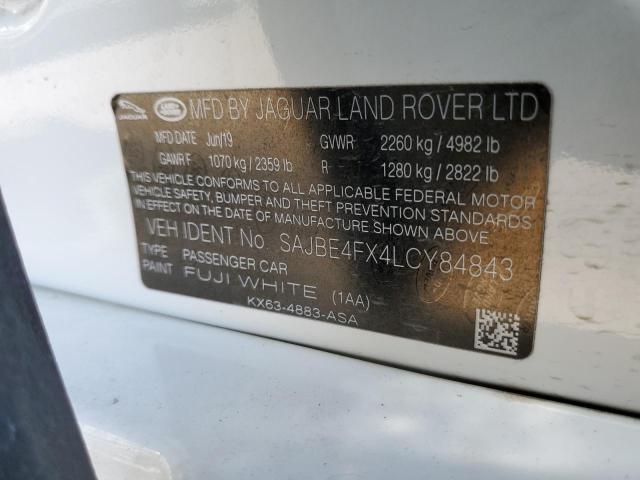 JAGUAR LAND ROVER MFD BY JAGUAR LAND ROVER LTD
MFD DATE Jun/19 GVWR 2260 kg / 4982 lb
GAWR F 1070 kg / 2359 lb R 1280 kg / 2822 lb
THIS VEHICLE CONFORMS TO ALL APPLICABLE FEDERAL MOTOR
VEHICLE SAFETY, BUMPER AND THEFT PREVENTION STANDARDS
IN EFFECT ON THE DATE OF MANUFACTURE SHOWN ABOVE.
VEH IDENT No. SAJBE4FX4LCY84843
TYPE PASSENGER CAR
PAINT FUJI WHITE (1AA)
KX63-4883-ASA